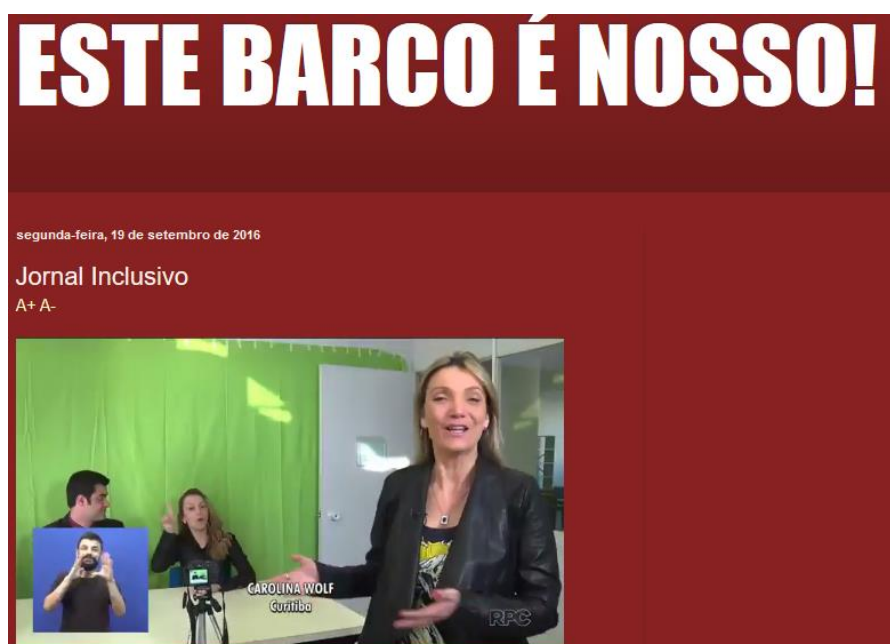 ESTE BARCO É NOSSO!
segunda-feira, 19 de setembro de 2016
Jornal Inclusivo
A+ A-
CAROLINA WOLF
Curitiba
RPC